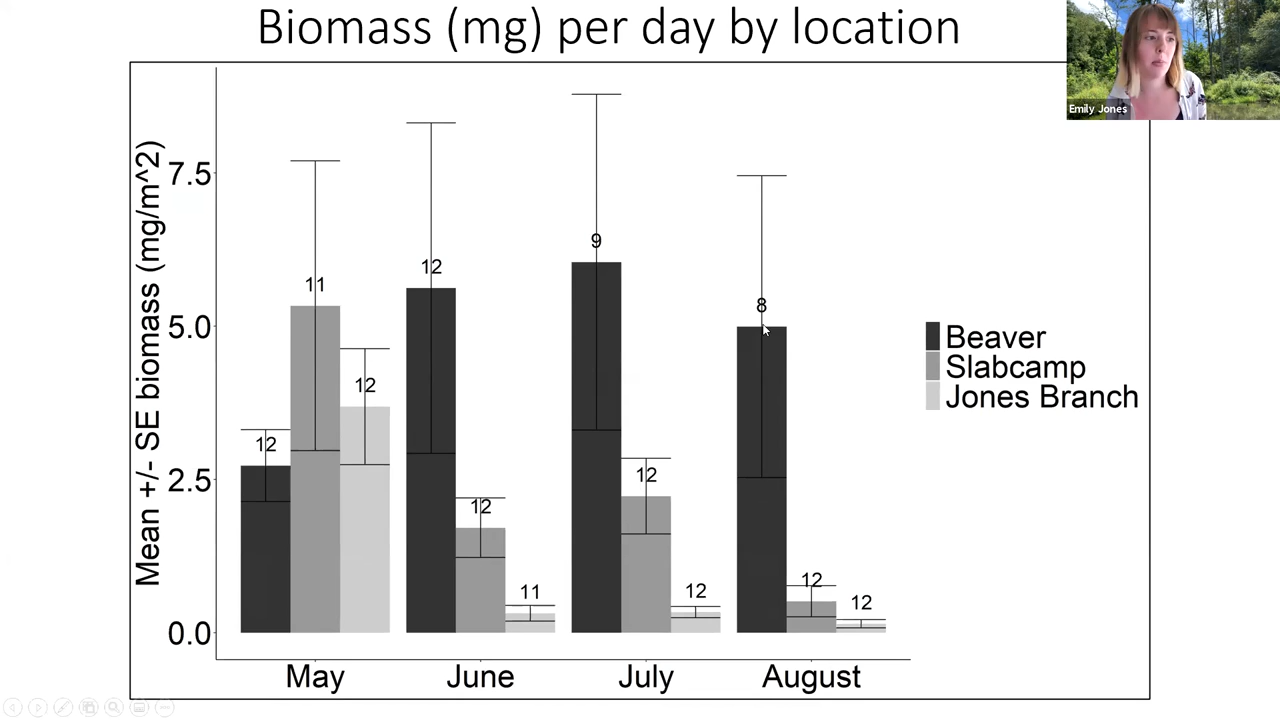 Biomass (mg) per day by location
Emily Jones
Mean +/- SE biomass (mg/m^2)
7.5
5.0
2.5
0.0
12
11
12
12
12
11
9
12
12
8
12
12
May
June
July
August
Beaver
Slabcamp
Jones Branch